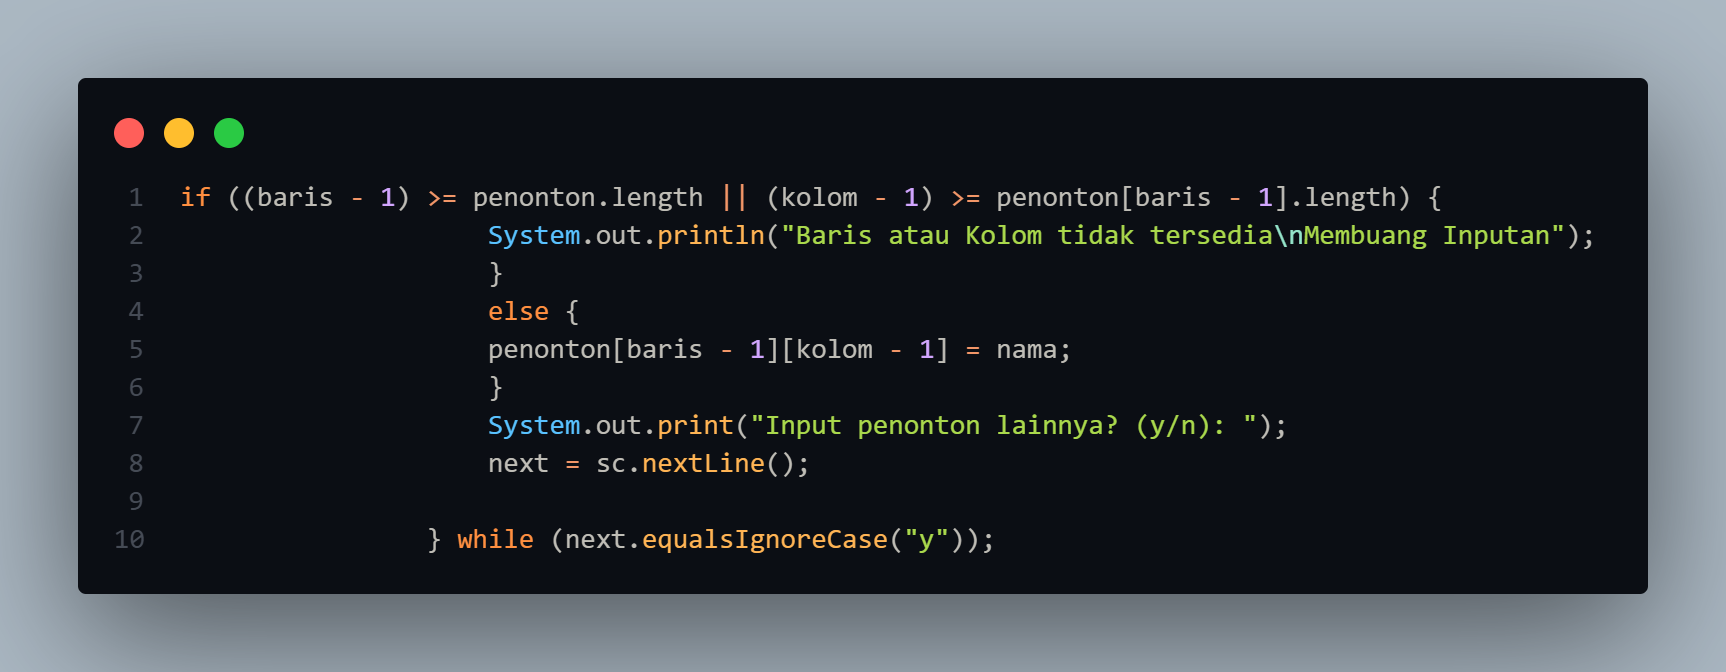 1 if ((baris - 1) >= penonton.length || (kolom - 1) >= penonton[baris - 1].length) {
2 System.out.println("Baris atau Kolom tidak tersedia\nMembuang Inputan");
3 }
4 else {
5 penonton[baris - 1][kolom - 1] = nama;
6 }
7 System.out.print("Input penonton lainnya? (y/n): ");
8 next = sc.nextLine();
9
10 } while (next.equalsIgnoreCase("y"));